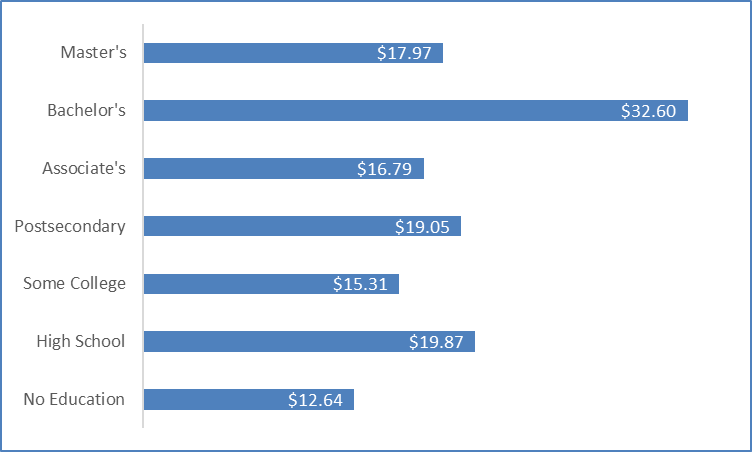 Master's $17.97
Bachelor's $32.60
Associate's $16.79
Postsecondary $19.05
Some College $15.31
High School $19.87
No Education $12.64